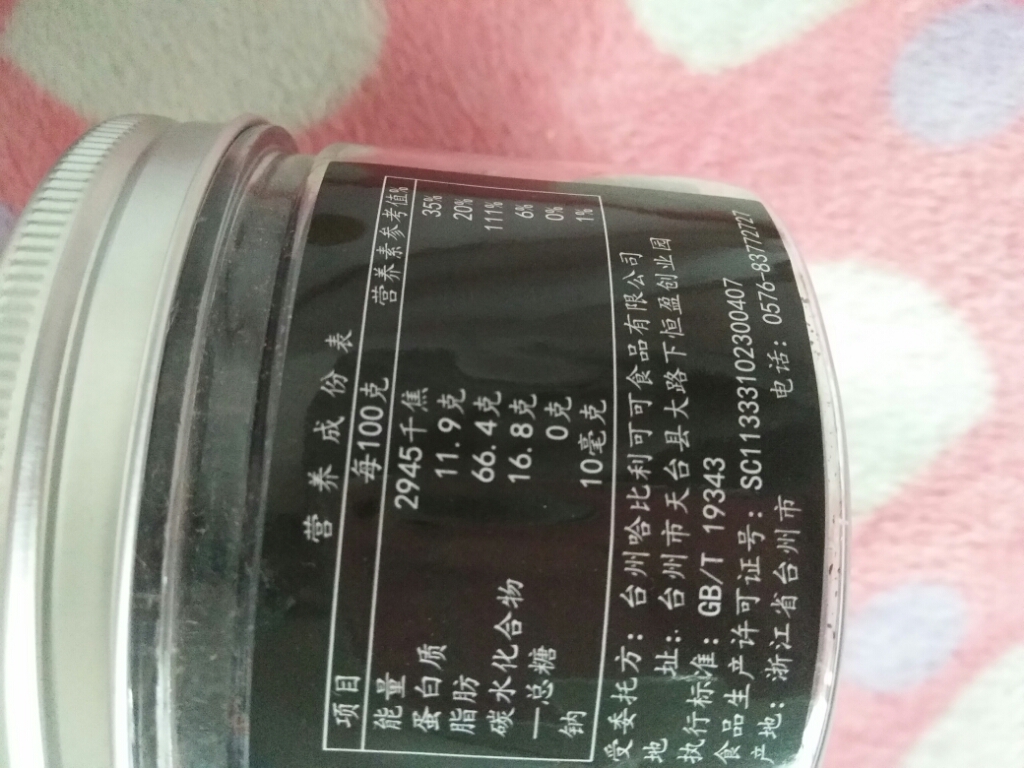 营养成份表
项目 每100克 营养素参考值%
能量 2945千焦 35%
蛋白质 11.9克 20%
脂肪 66.4克 111%
碳水化合物 16.8克 6%
—总糖 0克 0%
钠 10毫克 1%
受委托方：台州哈比利可可食品有限公司
地址：台州市天台县大路下恒盈创业园
执行标准：GB/T 19343
食品生产许可证号：SC11333102300407
产地：浙江省台州市 电话：0576-83772727